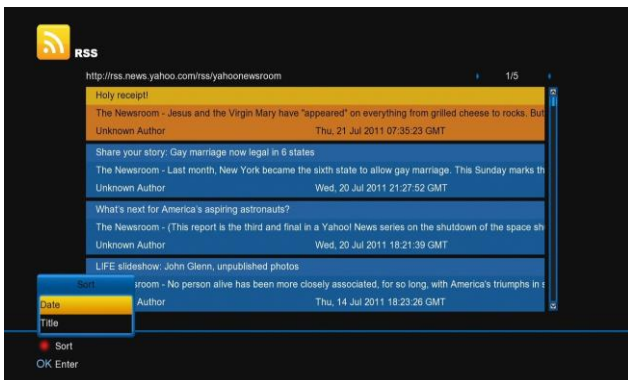 RSS
http://rss.news.yahoo.com/rss/yahoonewsroom 1/5
Holy receipt!
The Newsroom - Jesus and the Virgin Mary have "appeared" on everything from grilled cheese to rocks. But
Unknown Author Thu, 21 Jul 2011 07:35:23 GMT
Share your story: Gay marriage now legal in 6 states
The Newsroom - Last month, New York became the sixth state to allow gay marriage. This Sunday marks th
Unknown Author Wed, 20 Jul 2011 21:27:52 GMT
What's next for America's aspiring astronauts?
The Newsroom - (This report is the third and final in a Yahoo! News series on the shutdown of the space sh
Unknown Author Wed, 20 Jul 2011 18:21:39 GMT
LIFE slideshow: John Glenn, unpublished photos
sroom - No person alive has been more closely associated, for so long, with America's triumphs in s
Author Thu, 14 Jul 2011 18:23:26 GMT
Sort
Date
Title
Sort
OK Enter